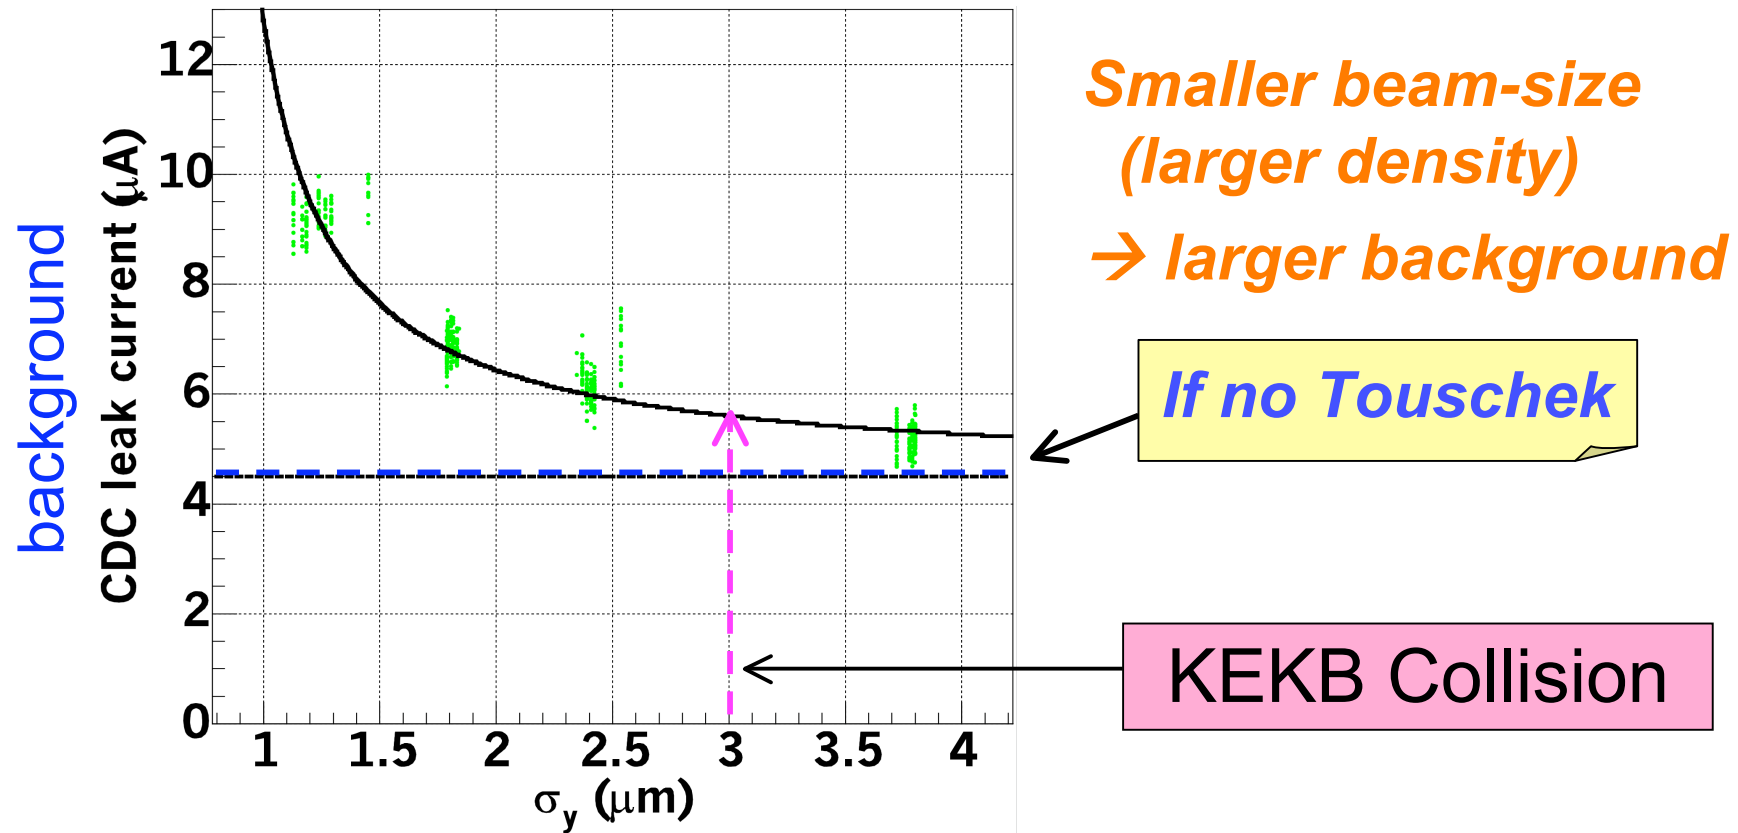 background
CDC leak current (μA)
12
10
8
6
4
2
0
1 1.5 2 2.5 3 3.5 4
σy (μm)
Smaller beam-size
(larger density)
→ larger background
If no Touschek
KEKB Collision